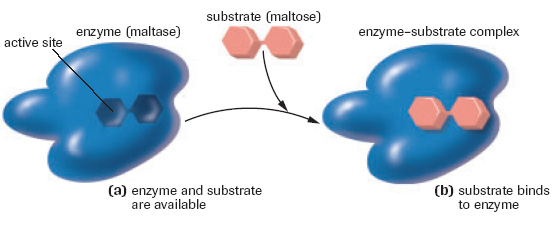 substrate (maltose)
enzyme (maltase)
active site
enzyme–substrate complex
(a) enzyme and substrate
are available
(b) substrate binds
to enzyme